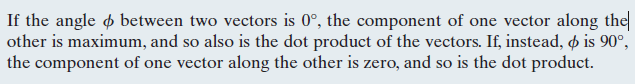 If the angle ϕ between two vectors is 0°, the component of one vector along the
other is maximum, and so also is the dot product of the vectors. If, instead, ϕ is 90°,
the component of one vector along the other is zero, and so is the dot product.